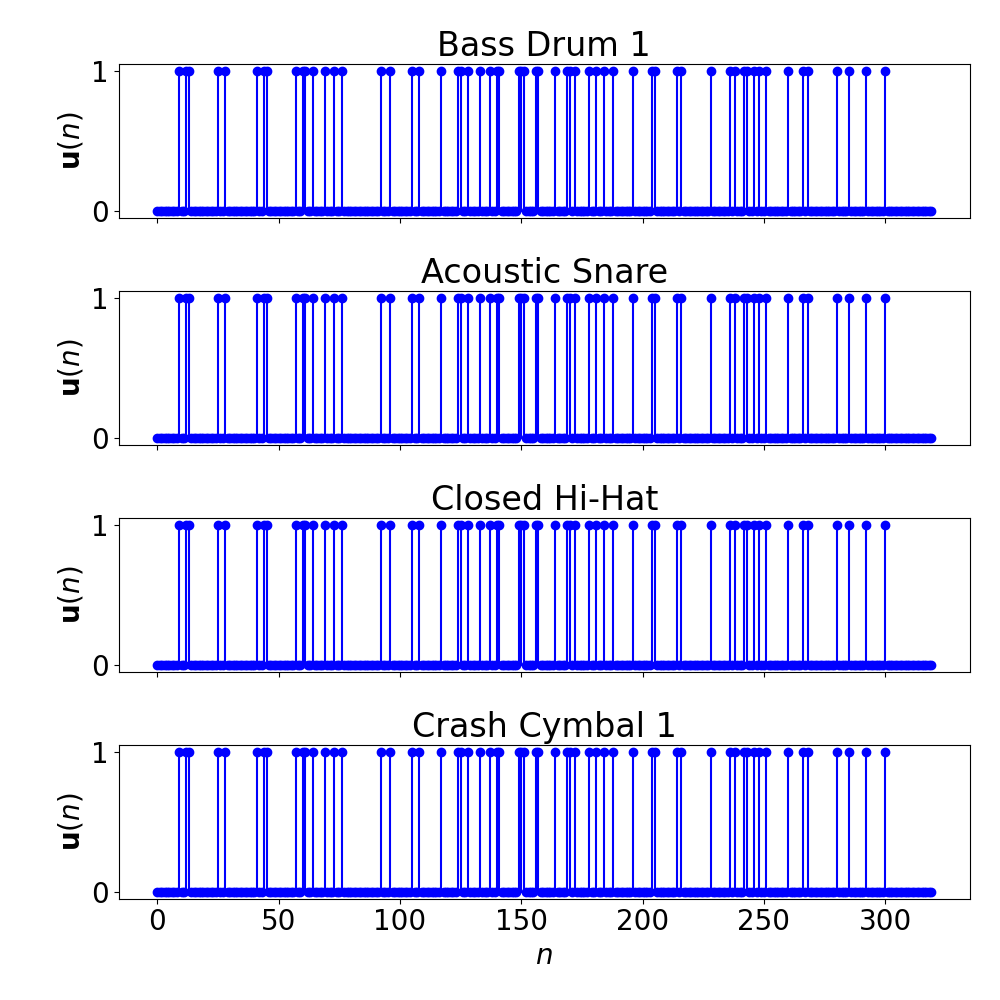 Bass Drum 1
1
u(n)
0
Acoustic Snare
1
u(n)
0
Closed Hi-Hat
1
u(n)
0
Crash Cymbal 1
1
u(n)
0
0 50 100 150 200 250 300
n